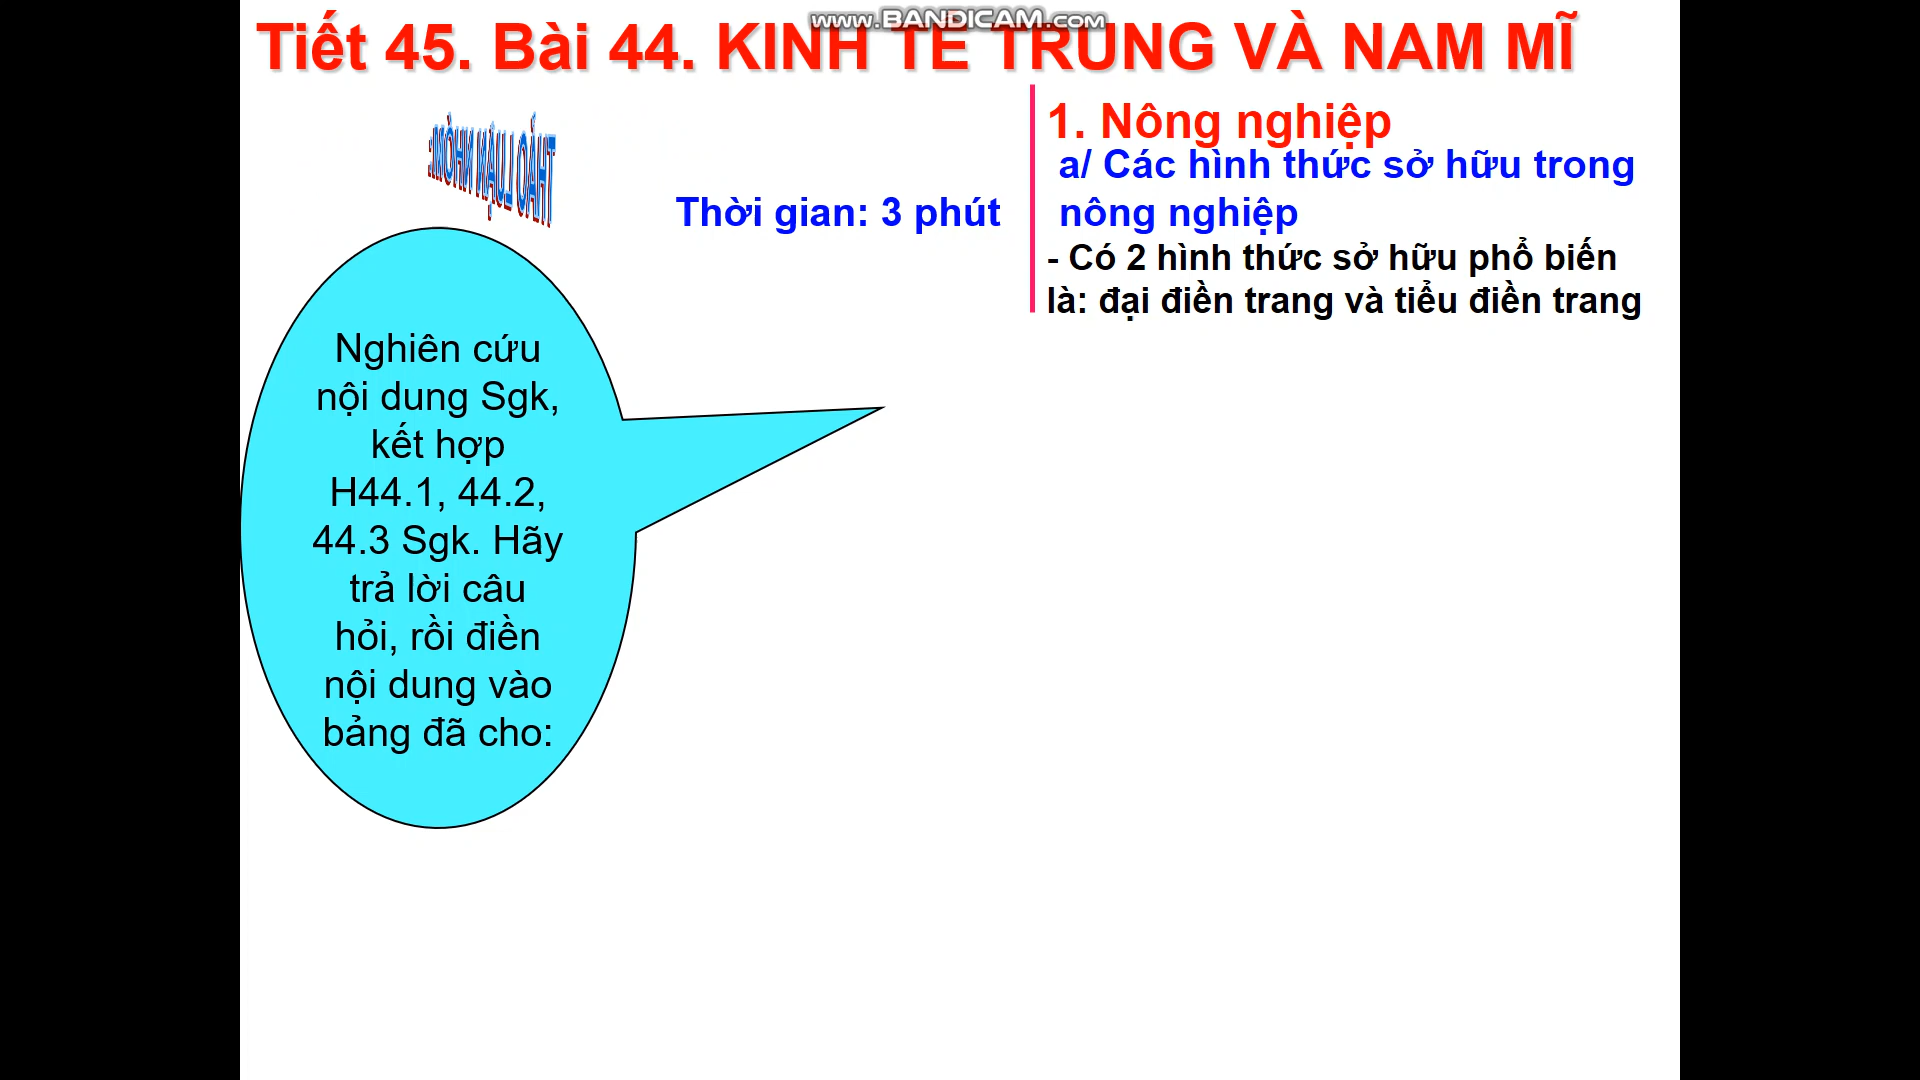 www.BANDICAM.com
Tiết 45. Bài 44. KINH TẾ TRUNG VÀ NAM MĨ
THẢO LUẬN NHÓM:
Thời gian: 3 phút
Nghiên cứu
nội dung Sgk,
kết hợp
H44.1, 44.2,
44.3 Sgk. Hãy
trả lời câu
hỏi, rồi điền
nội dung vào
bảng đã cho:
1. Nông nghiệp
a/ Các hình thức sở hữu trong
nông nghiệp
- Có 2 hình thức sở hữu phổ biến
là: đại điền trang và tiểu điền trang